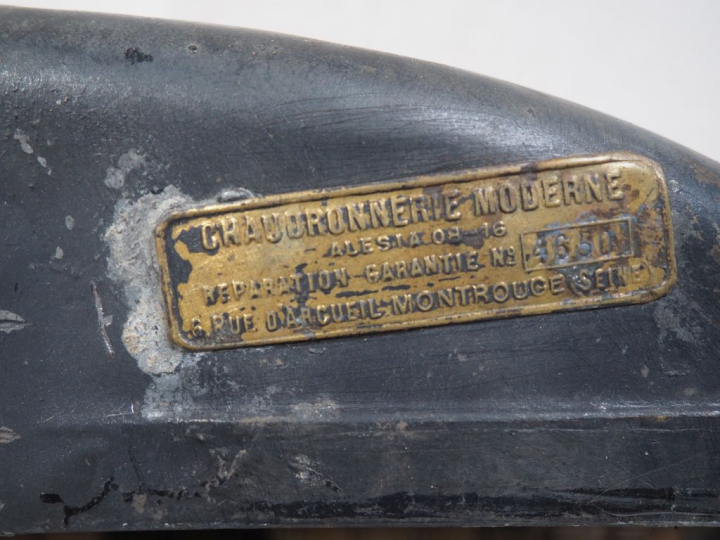 CHAUDRONNERIE MODERNE
ALESIA 08-16
RÉPARATION GARANTIE Nº
6, RUE D'ARCUEIL-MONTROUGE (SEINE)